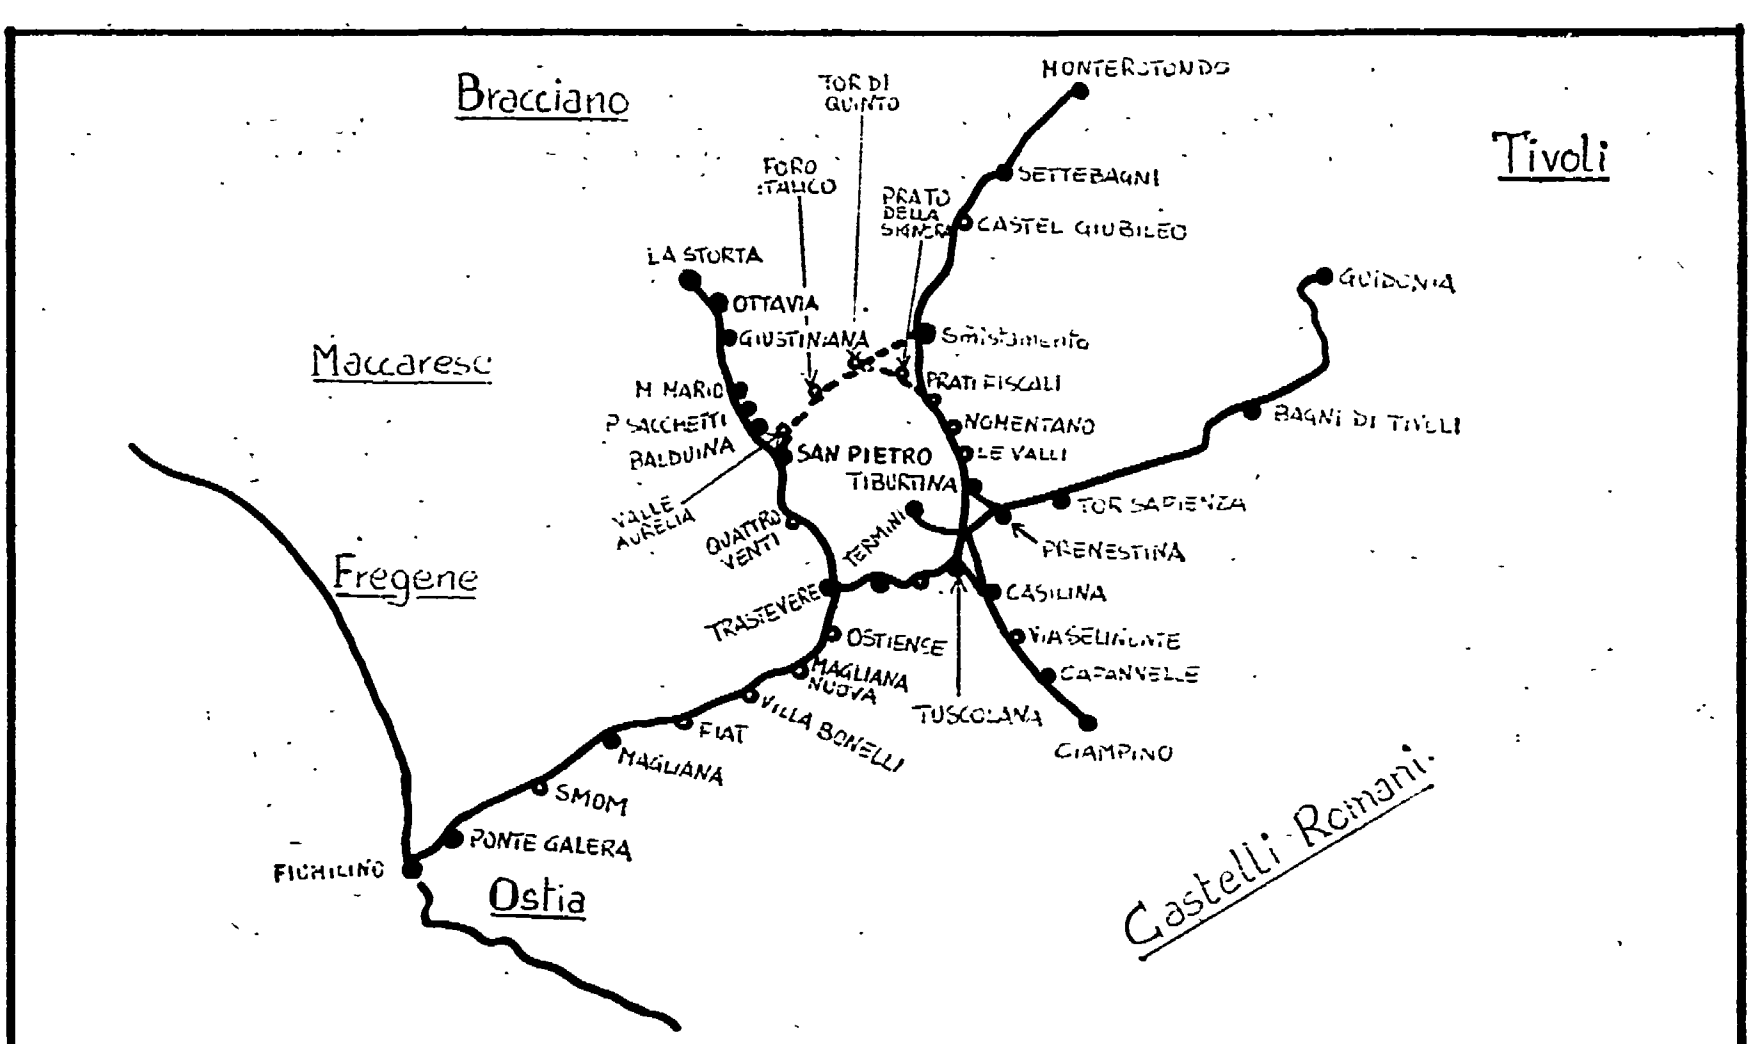 MONTEROTONDO
TOR DI
QUINTO
Bracciano
Tivoli
FORO
ITALICO
SETTEBAGNI
PRATO
DELLA
SIGNORA
CASTEL GIUBILEO
LA STORTA
GUIDONIA
OTTAVIA
GIUSTINIANA
Smistamento
Maccarese
PRATI FISCALI
M. MARIO
P. SACCHETTI
BAGNI DI TIVOLI
NOMENTANO
BALDUINA
SAN PIETRO
LE VALLI
TIBURTINA
VALLE
AURELIA
TOR SAPIENZA
QUATTRO
VENTI
TERMINI
PRENESTINA
Fregene
TRASTEVERE
CASILINA
OSTIENSE
VIA SELINUNTE
MAGLIANA
NUOVA
CAPANNELLE
VILLA BONELLI
TUSCOLANA
FIAT
CIAMPINO
MAGLIANA
SMOM
Castelli Romani.
PONTE GALERA
FIUMICINO
Ostia